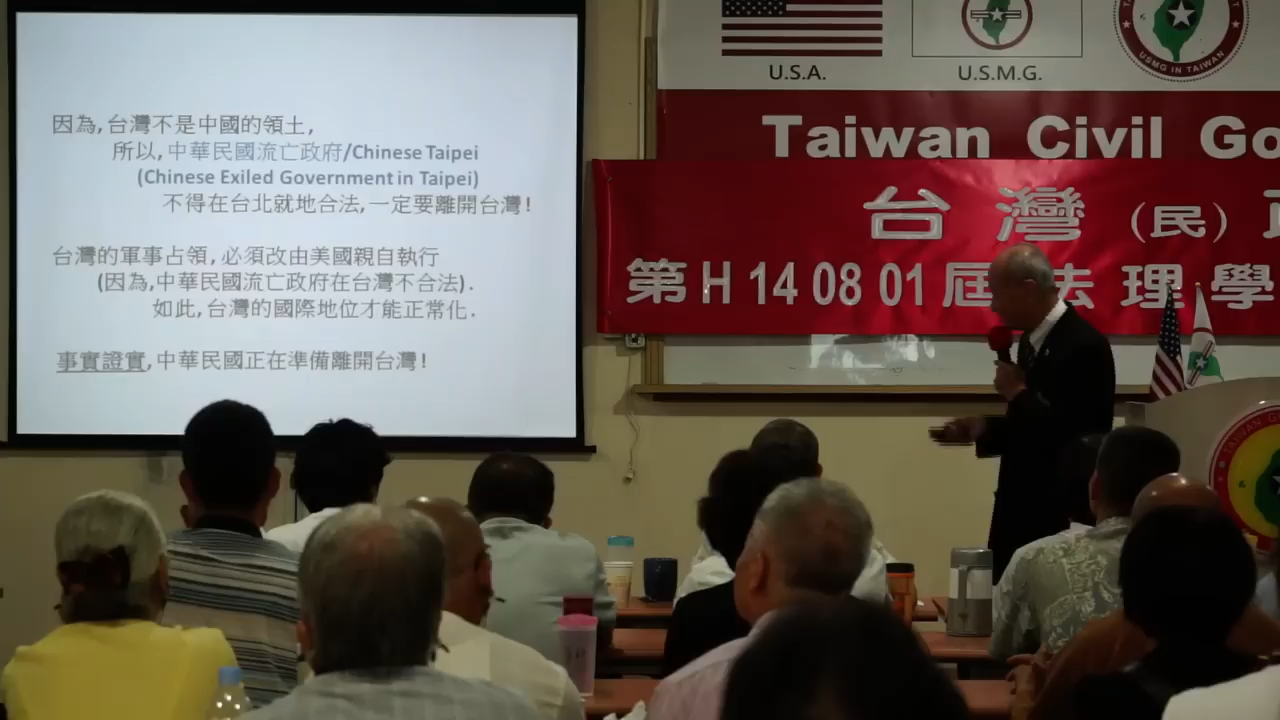 因為,台灣不是中國的領土,
所以,中華民國流亡政府/Chinese Taipei
(Chinese Exiled Government in Taipei)
不得在台北就地合法,一定要離開台灣!
台灣的軍事占領,必須改由美國親自執行
(因為,中華民國流亡政府在台灣不合法).
如此,台灣的國際地位才能正常化.
事實證實,中華民國正在準備離開台灣!
U.S.A.
U.S.M.G.
USMG IN TAIWAN
Taiwan Civil Go
台灣(民)
第H 14 08 01屆法理學